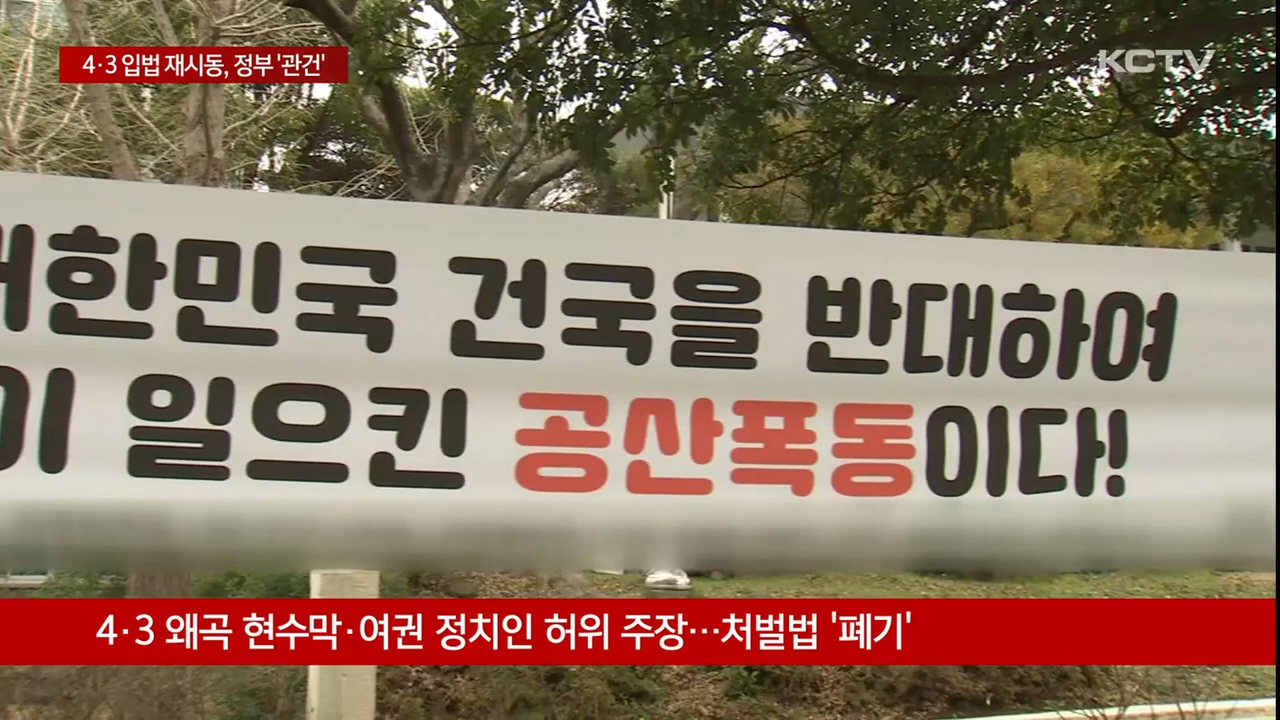 4·3 입법 재시동, 정부 '관건'
KCTV
대한민국 건국을 반대하여
이 일으킨 공산폭동이다!
4·3 왜곡 현수막·여권 정치인 허위 주장…처벌법 '폐기'